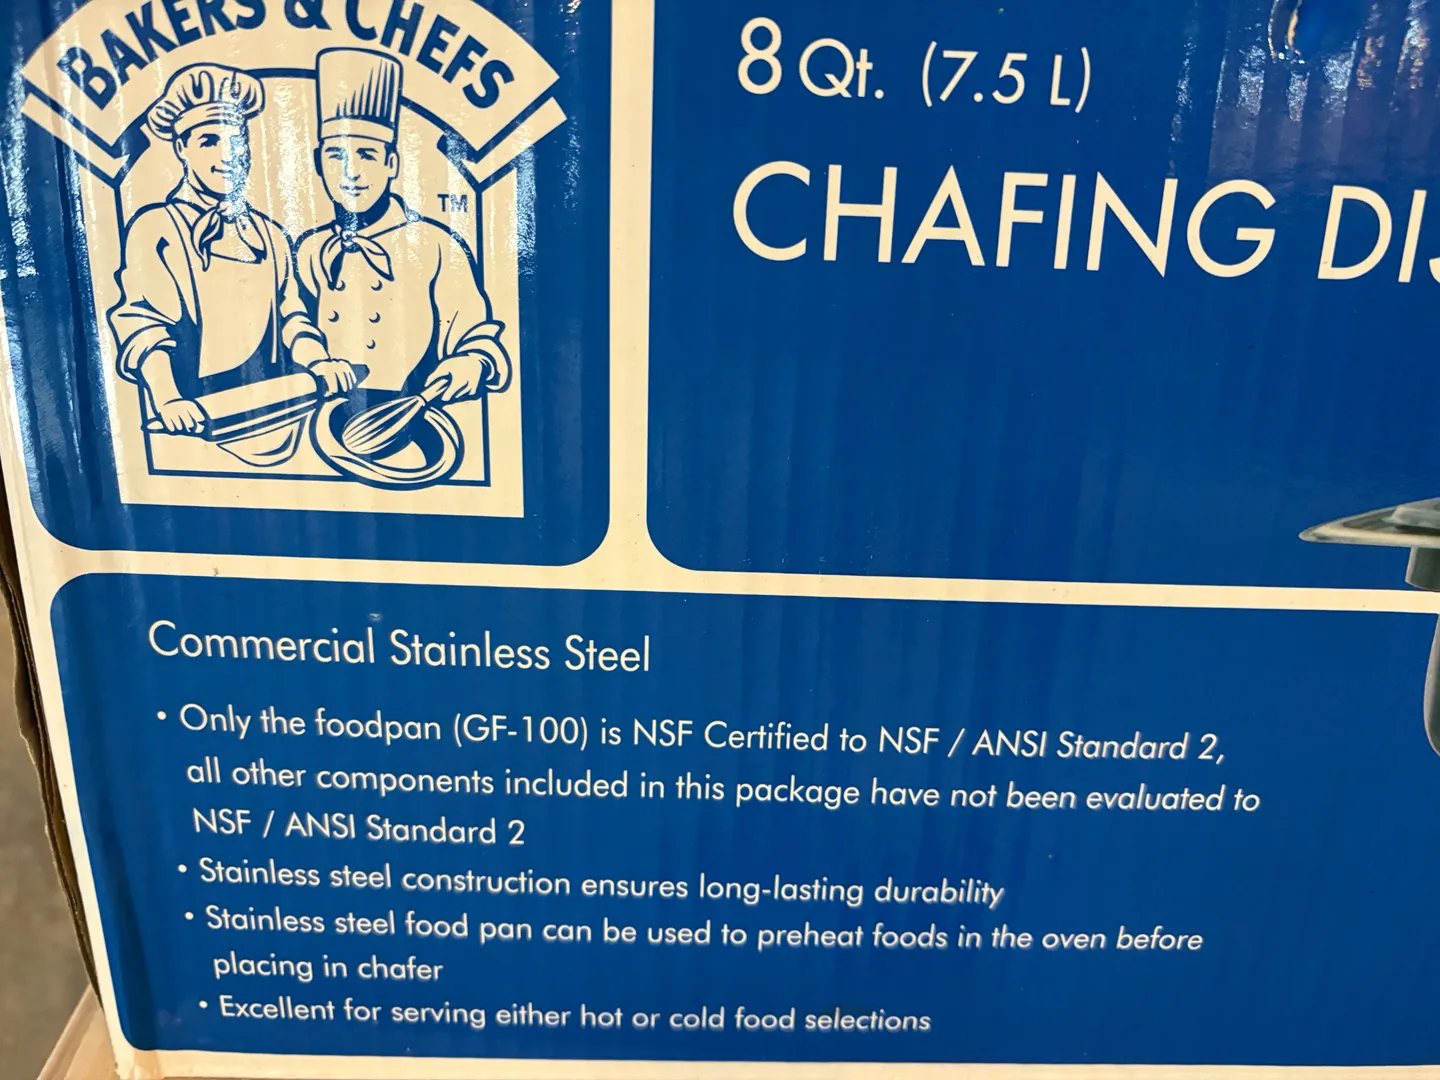 BAKERS & CHEFS
TM
8 Qt. (7.5 L)
CHAFING
Commercial Stainless Steel
• Only the foodpan (GF-100) is NSF Certified to NSF / ANSI Standard 2,
all other components included in this package have not been evaluated to
NSF / ANSI Standard 2
• Stainless steel construction ensures long-lasting durability
• Stainless steel food pan can be used to preheat foods in the oven before
placing in chafer
• Excellent for serving either hot or cold food selections